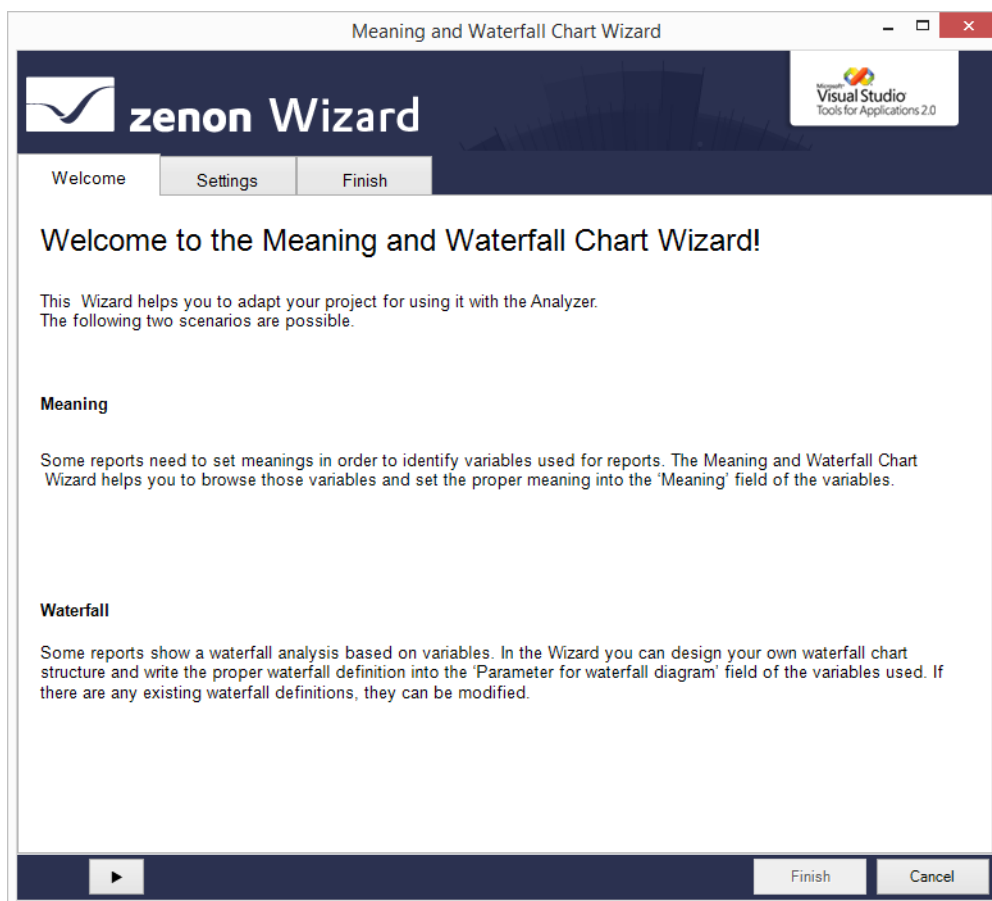 Meaning and Waterfall Chart Wizard
zenon Wizard
Microsoft
Visual Studio
Tools for Applications 2.0
Welcome
Settings
Finish
Welcome to the Meaning and Waterfall Chart Wizard!
This  Wizard helps you to adapt your project for using it with the Analyzer.
The following two scenarios are possible.
Meaning
Some reports need to set meanings in order to identify variables used for reports. The Meaning and Waterfall Chart
Wizard helps you to browse those variables and set the proper meaning into the ‘Meaning’ field of the variables.
Waterfall
Some reports show a waterfall analysis based on variables. In the Wizard you can design your own waterfall chart
structure and write the proper waterfall definition into the ‘Parameter for waterfall diagram’ field of the variables used. If
there are any existing waterfall definitions, they can be modified.
Finish
Cancel